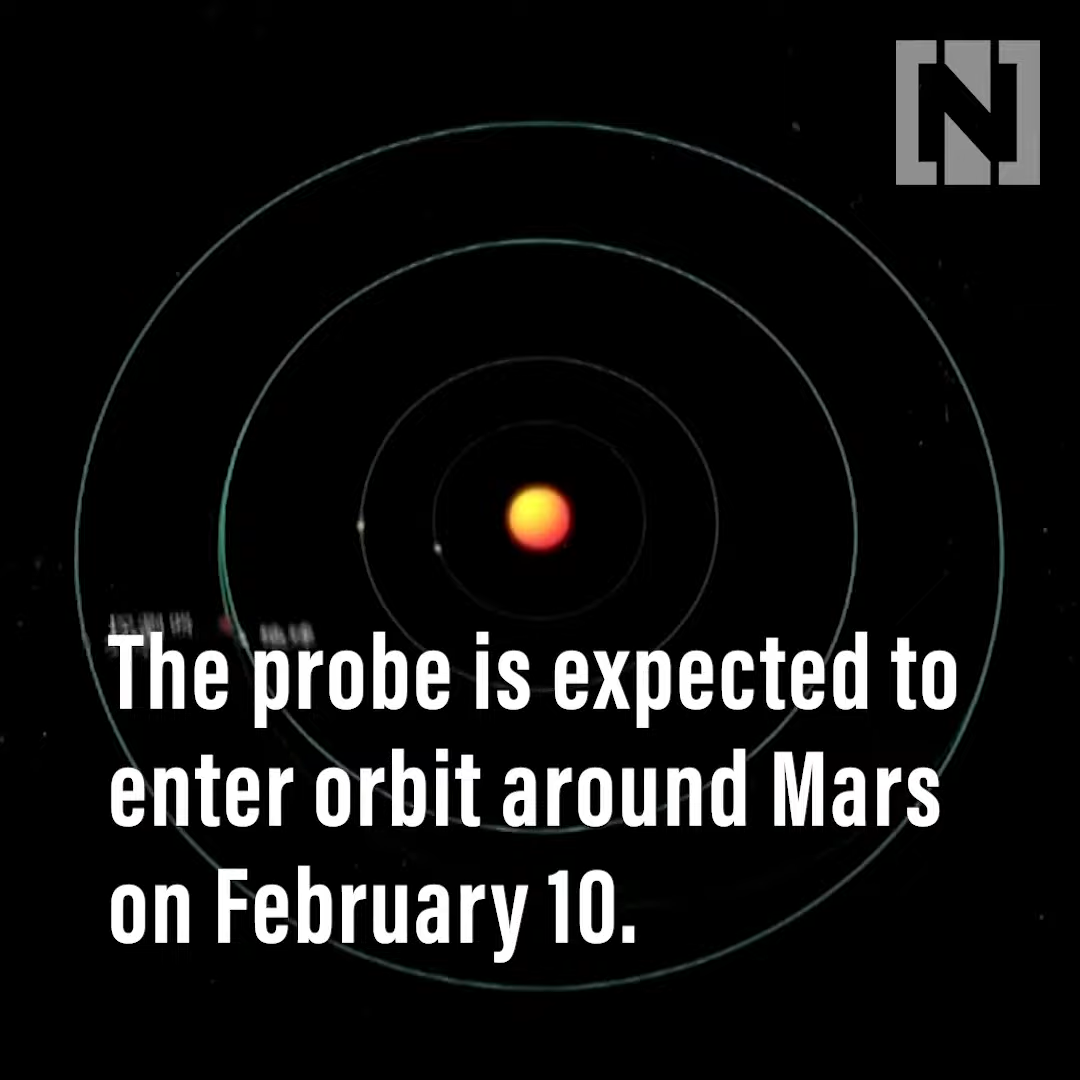 [N]
The probe is expected to
enter orbit around Mars
on February 10.